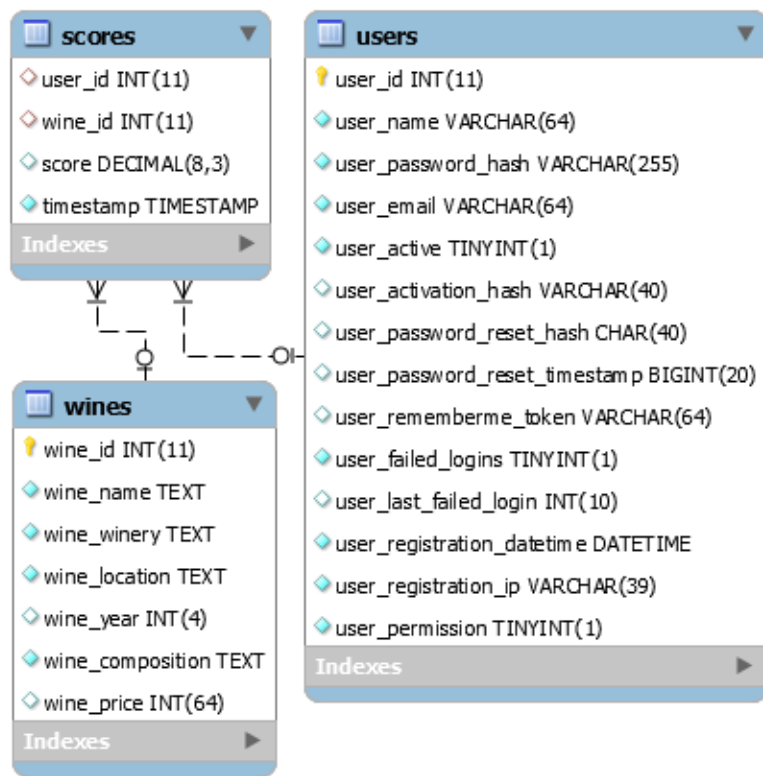 scores
user_id INT(11)
wine_id INT(11)
score DECIMAL(8,3)
timestamp TIMESTAMP
Indexes
users
user_id INT(11)
user_name VARCHAR(64)
user_password_hash VARCHAR(255)
user_email VARCHAR(64)
user_active TINYINT(1)
user_activation_hash VARCHAR(40)
user_password_reset_hash CHAR(40)
user_password_reset_timestamp BIGINT(20)
user_rememberme_token VARCHAR(64)
user_failed_logins TINYINT(1)
user_last_failed_login INT(10)
user_registration_datetime DATETIME
user_registration_ip VARCHAR(39)
user_permission TINYINT(1)
Indexes
wines
wine_id INT(11)
wine_name TEXT
wine_winery TEXT
wine_location TEXT
wine_year INT(4)
wine_composition TEXT
wine_price INT(64)
Indexes